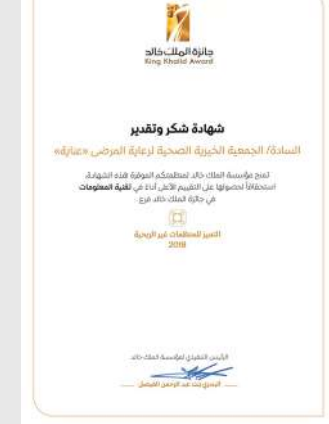 جائزة الملك خالد
King Khalid Award
شهادة شكر وتقدير
السادة/ الجمعية الخيرية الصحية لرعاية المرضى «عناية»
تمنح مؤسسة الملك خالد لمنظمتكم الموقرة هذه الشهادة،
استحقاقاً لحصولها على التقييم الأعلى أداءً في تقنية المعلومات
في جائزة الملك خالد فرع
التميز للمنظمات غير الربحية
2018
الرئيس التنفيذي لمؤسسة الملك خالد
البندري بنت عبد الرحمن الفيصل